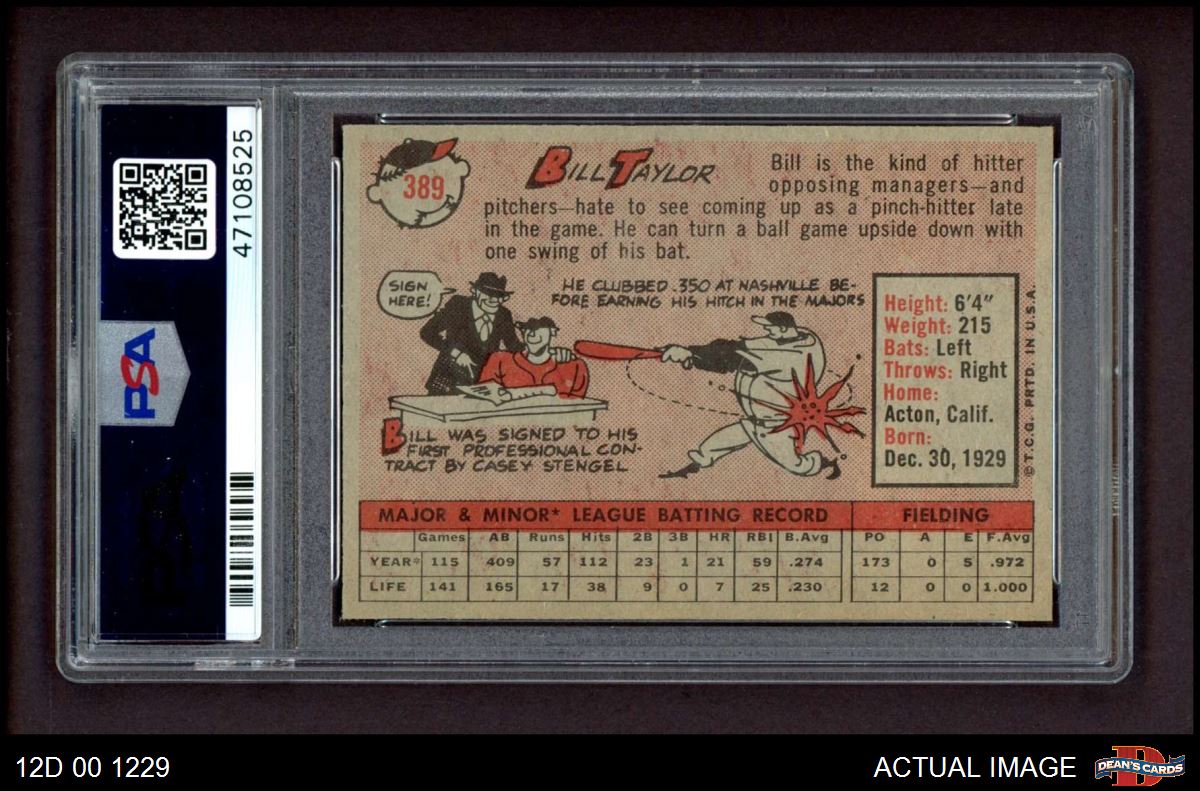 47108525
PSA
389
BILL TAYLOR
Bill is the kind of hitter
opposing managers—and
pitchers—hate to see coming up as a pinch-hitter late
in the game. He can turn a ball game upside down with
one swing of his bat.
SIGN
HERE!
HE CLUBBED .350 AT NASHVILLE BE-
FORE EARNING HIS HITCH IN THE MAJORS
BILL WAS SIGNED TO HIS
FIRST PROFESSIONAL CON-
TRACT BY CASEY STENGEL
Height: 6'4"
Weight: 215
Bats: Left
Throws: Right
Home:
Acton, Calif.
Born:
Dec. 30, 1929
© T.C.G. PRTD. IN U.S.A.
MAJOR & MINOR* LEAGUE BATTING RECORD FIELDING
Games AB Runs Hits 2B 3B HR RBI B.Avg PO A E F.Avg
YEAR* 115 409 57 112 23 1 21 59 .274 173 0 5 .972
LIFE 141 165 17 38 9 0 7 25 .230 12 0 0 1.000
12D 00 1229
ACTUAL IMAGE
DEAN'S CARDS